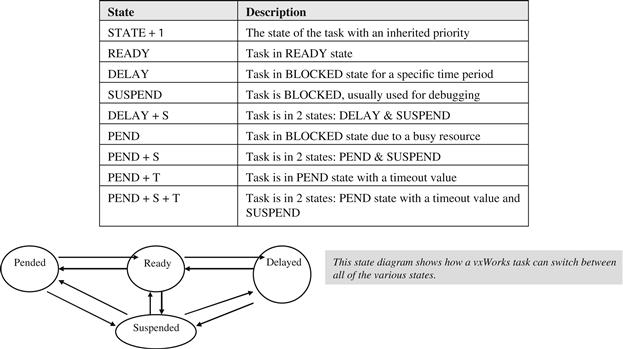 State Description
STATE + 1 The state of the task with an inherited priority
READY Task in READY state
DELAY Task in BLOCKED state for a specific time period
SUSPEND Task is BLOCKED, usually used for debugging
DELAY + S Task is in 2 states: DELAY & SUSPEND
PEND Task in BLOCKED state due to a busy resource
PEND + S Task is in 2 states: PEND & SUSPEND
PEND + T Task is in PEND state with a timeout value
PEND + S + T Task is in 2 states: PEND state with a timeout value and
SUSPEND
Pended
Ready
Delayed
Suspended
This state diagram shows how a vxWorks task can switch between
all of the various states.